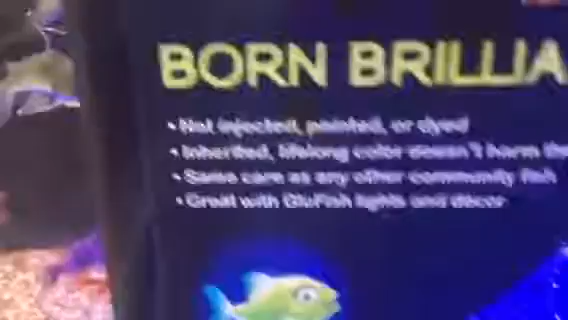 BORN BRILLIA
• Not injected, painted, or dyed
• Inherited, lifelong color doesn't harm the
• Same care as any other community fish
• Great with GloFish lights and décor